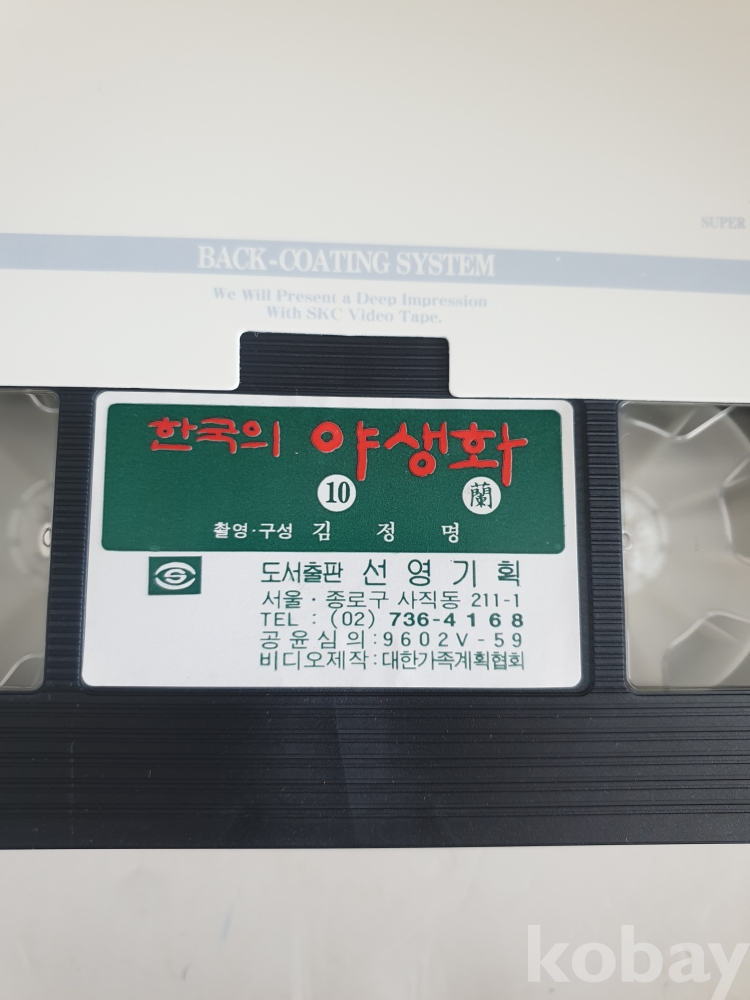 SUPER
BACK-COATING SYSTEM
We Will Present a Deep Impression
With SKC Video Tape.
한국의 야생화
10 蘭
촬영·구성 김 정 명
S
도서출판 선영기획
서울·종로구 사직동 211-1
TEL : (02) 736-4168
공윤심의:9602V-59
비디오제작:대한가족계획협회
kobay